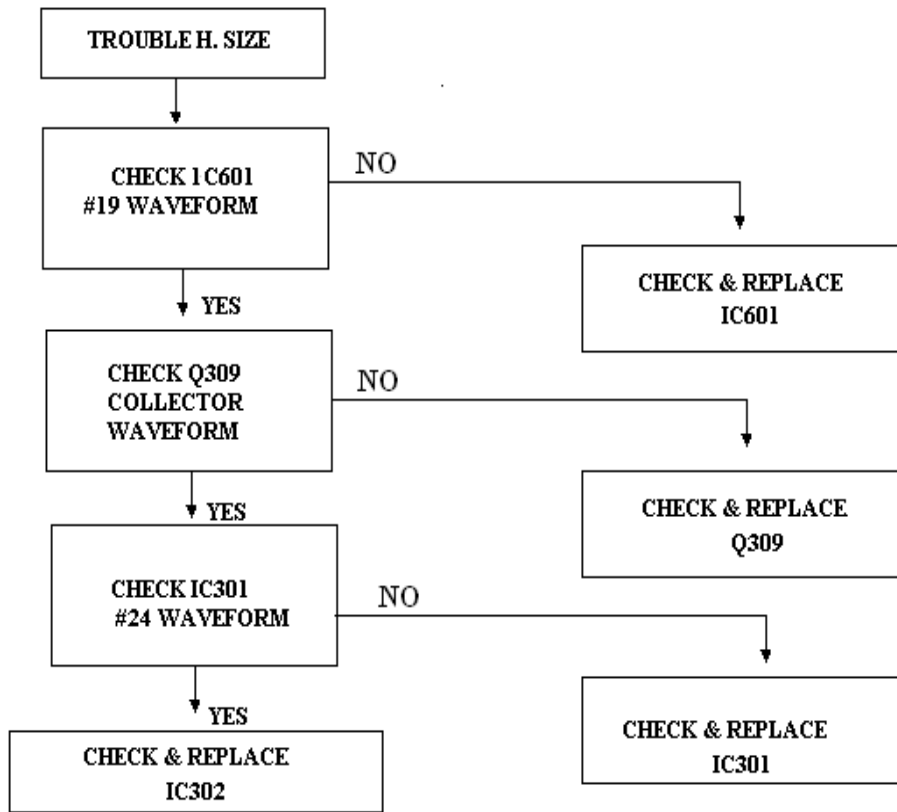 TROUBLE H. SIZE
CHECK 1C601
#19 WAVEFORM
NO
CHECK & REPLACE
IC601
YES
CHECK Q309
COLLECTOR
WAVEFORM
NO
CHECK & REPLACE
Q309
YES
CHECK IC301
#24 WAVEFORM
NO
CHECK & REPLACE
IC301
YES
CHECK & REPLACE
IC302